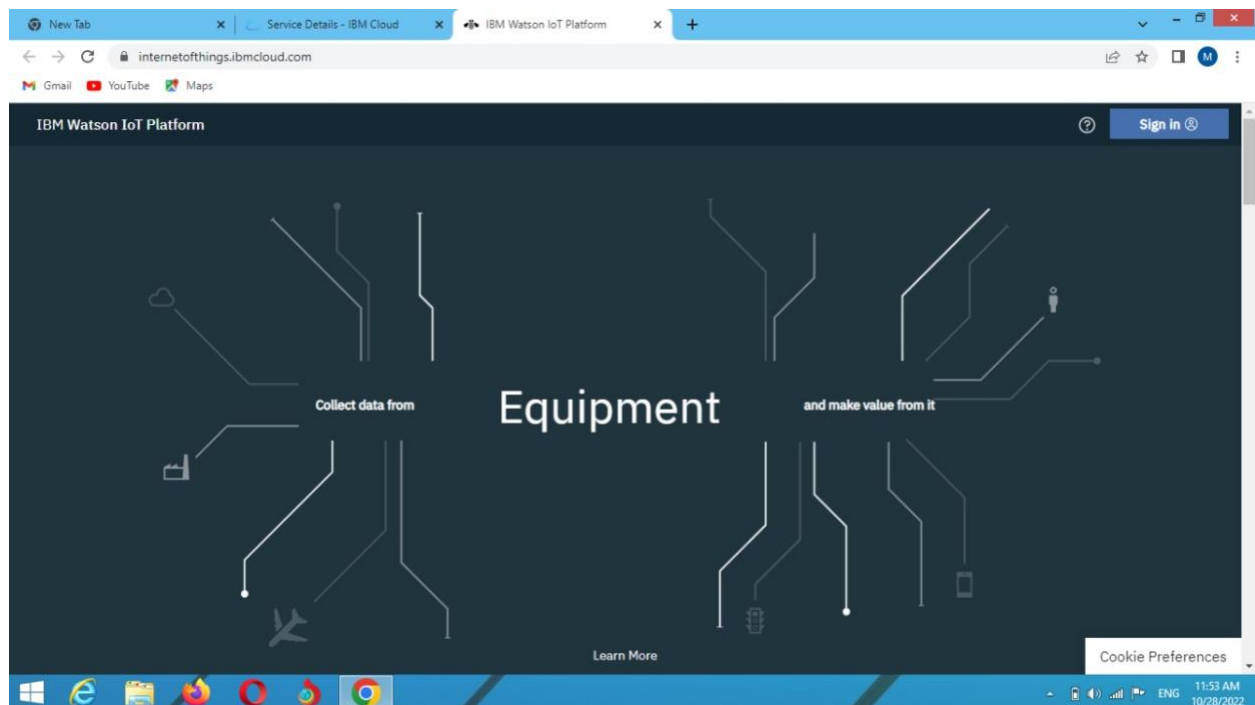 New Tab
Service Details - IBM Cloud
IBM Watson IoT Platform
internetofthings.ibmcloud.com
M
Gmail
YouTube
Maps
IBM Watson IoT Platform
Sign in
Collect data from
Equipment
and make value from it
Learn More
Cookie Preferences
ENG
11:53 AM
10/28/2022